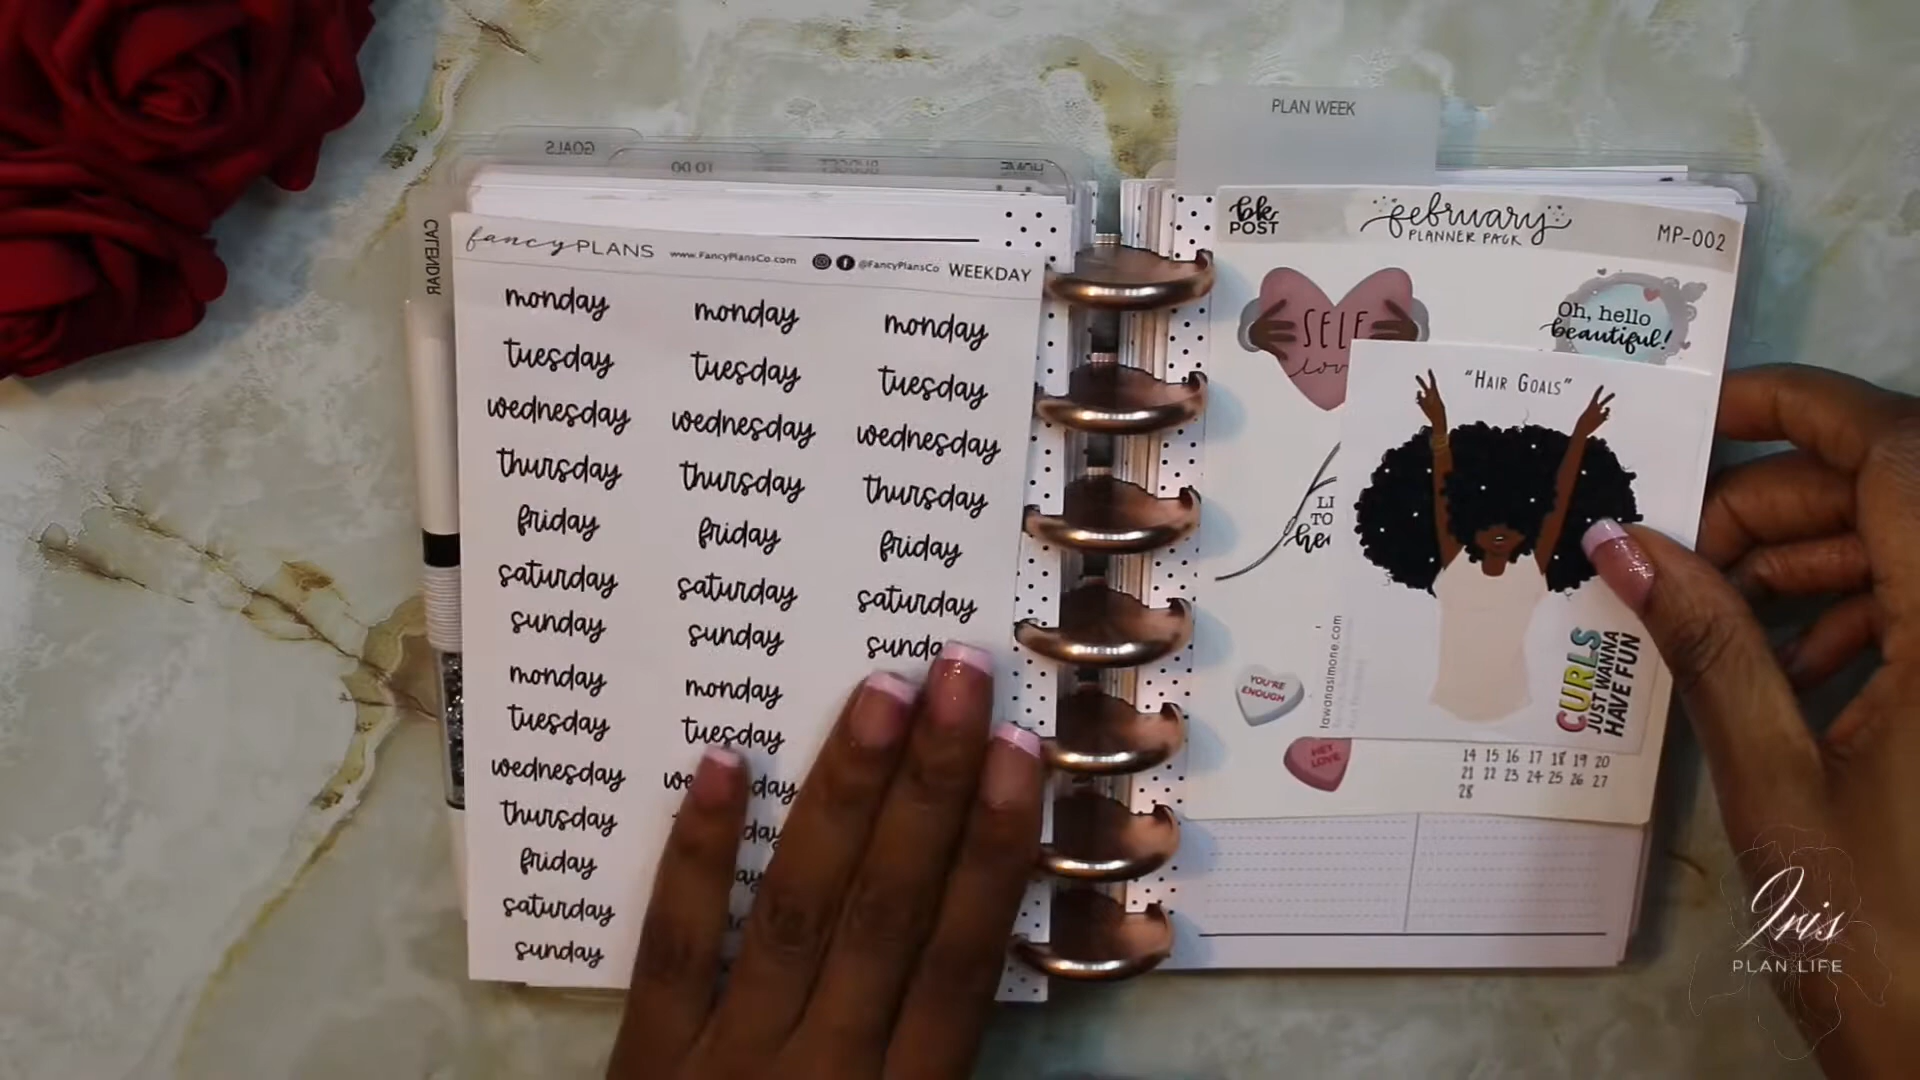 PLAN WEEK
GOALS
TO DO
BUDGET
HOME
CALENDAR
fancyPLANS www.FancyPlansCo.com @FancyPlansCo WEEKDAY
monday monday monday
tuesday tuesday tuesday
wednesday wednesday wednesday
thursday thursday thursday
friday friday friday
saturday saturday saturday
sunday sunday
monday monday
tuesday tuesday
wednesday
thursday
friday
saturday
sunday
bk POST
february
PLANNER PACK
MP-002
SELF
Oh, hello
beautiful!
"HAIR GOALS"
YOU'RE
ENOUGH
HEY
LOVE
lawanasimone.com
CURLS
JUST WANNA
HAVE FUN
14 15 16 17 18 19 20
21 22 23 24 25 26 27
28
Iris
PLAN LIFE